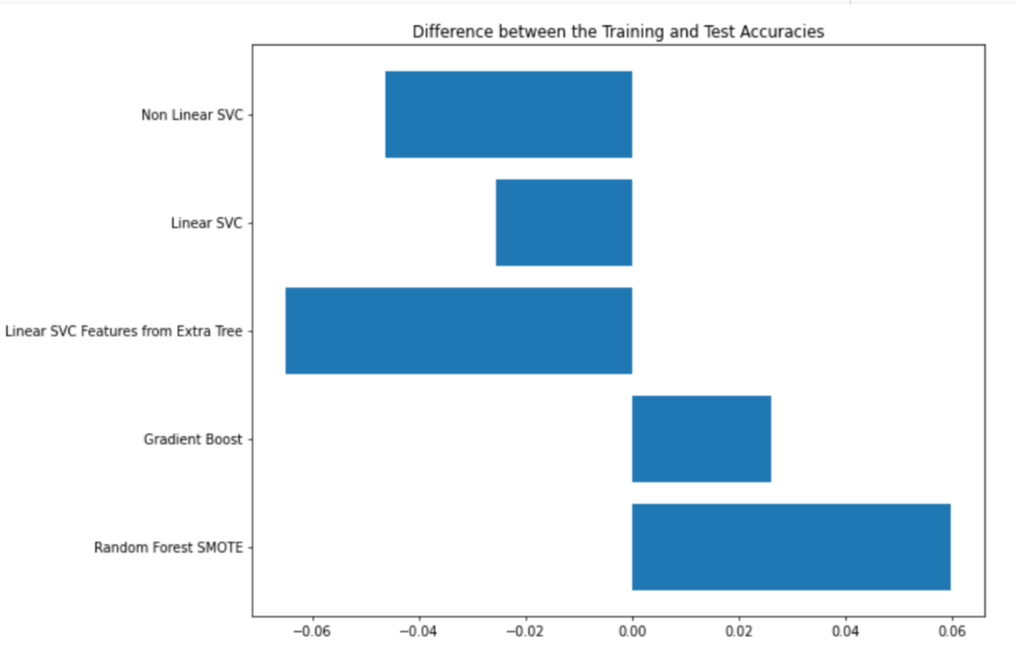 Difference between the Training and Test Accuracies
Non Linear SVC
Linear SVC
Linear SVC Features from Extra Tree
Gradient Boost
Random Forest SMOTE
−0.06 −0.04 −0.02 0.00 0.02 0.04 0.06